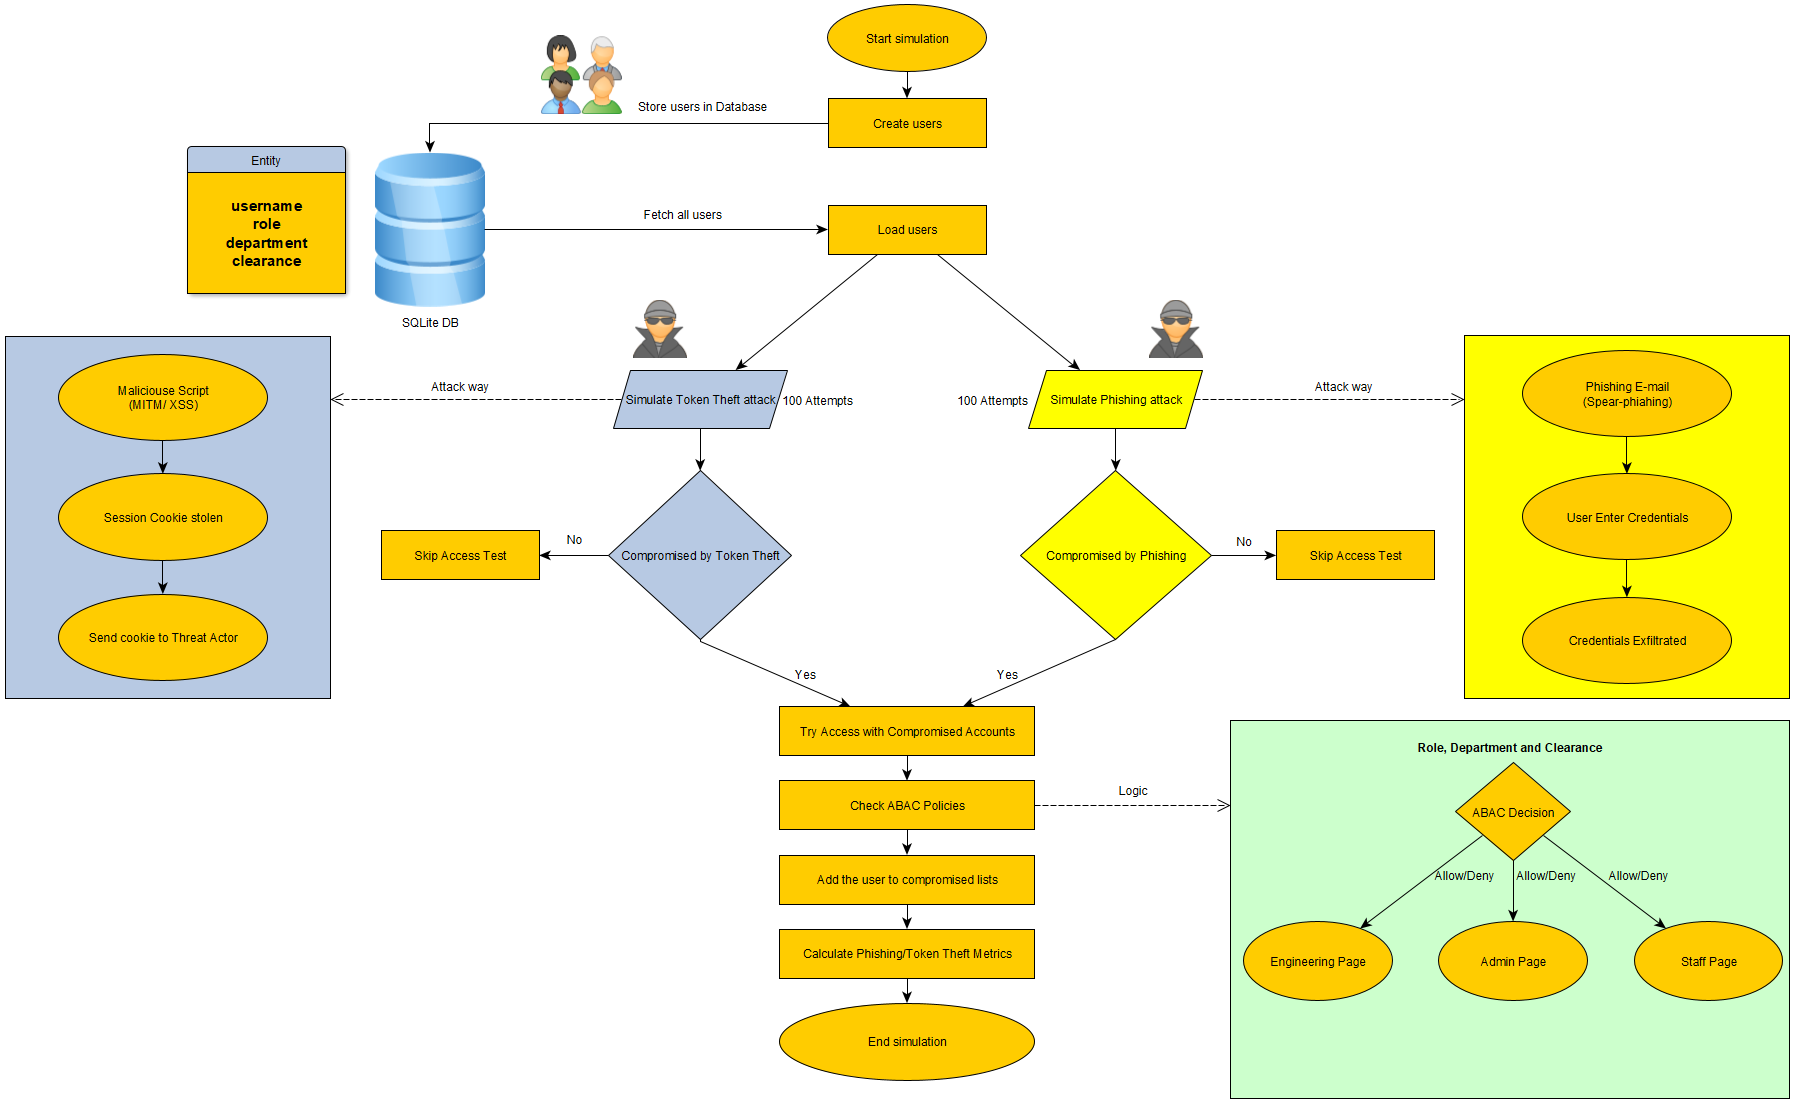 Start simulation
Store users in Database
Create users
Entity
username
role
department
clearance
Fetch all users
Load users
SQLite DB
Maliciouse Script
(MITM/ XSS)
Attack way
Simulate Token Theft attack
100 Attempts
100 Attempts
Simulate Phishing attack
Attack way
Phishing E-mail
(Spear-phiahing)
Session Cookie stolen
User Enter Credentials
Skip Access Test
No
Compromised by Token Theft
Compromised by Phishing
No
Skip Access Test
Send cookie to Threat Actor
Credentials Exfiltrated
Yes
Yes
Try Access with Compromised Accounts
Role, Department and Clearance
Check ABAC Policies
Logic
ABAC Decision
Add the user to compromised lists
Allow/Deny
Allow/Deny
Allow/Deny
Calculate Phishing/Token Theft Metrics
Engineering Page
Admin Page
Staff Page
End simulation